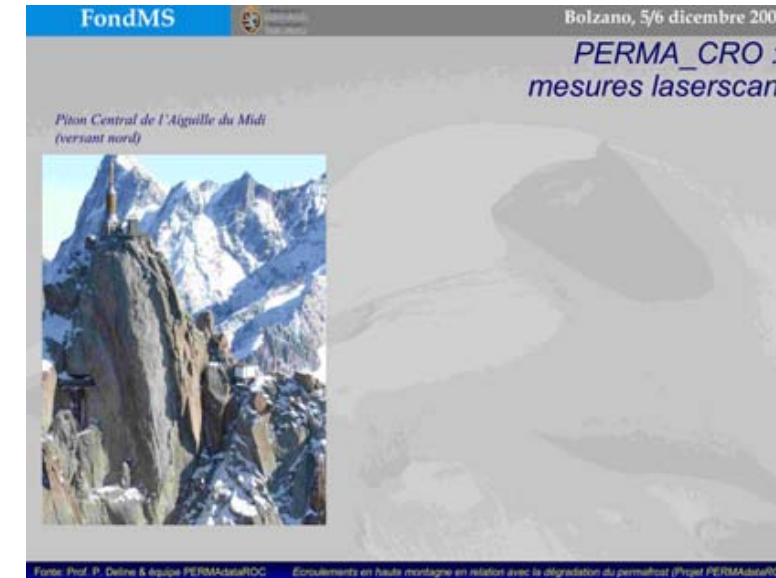 FondMS
Bolzano, 5/6 dicembre 200
PERMA_CRO :
mesures laserscan
Piton Central de l'Aiguille du Midi
(versant nord)
Fonte: Prof. P. Deline & équipe PERMAdataROC Ecroulements en haute montagne en relation avec la dégradation du permafrost (Projet PERMAdataR